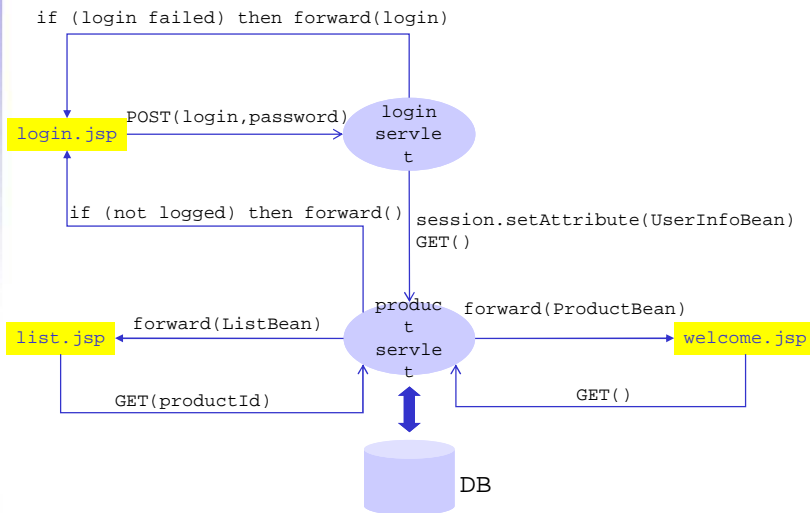 if (login failed) then forward(login)
POST(login,password)
login.jsp
login
servle
t
if (not logged) then forward()
session.setAttribute(UserInfoBean)
GET()
produc
t
servle
t
forward(ListBean)
forward(ProductBean)
list.jsp
welcome.jsp
GET(productId)
GET()
DB